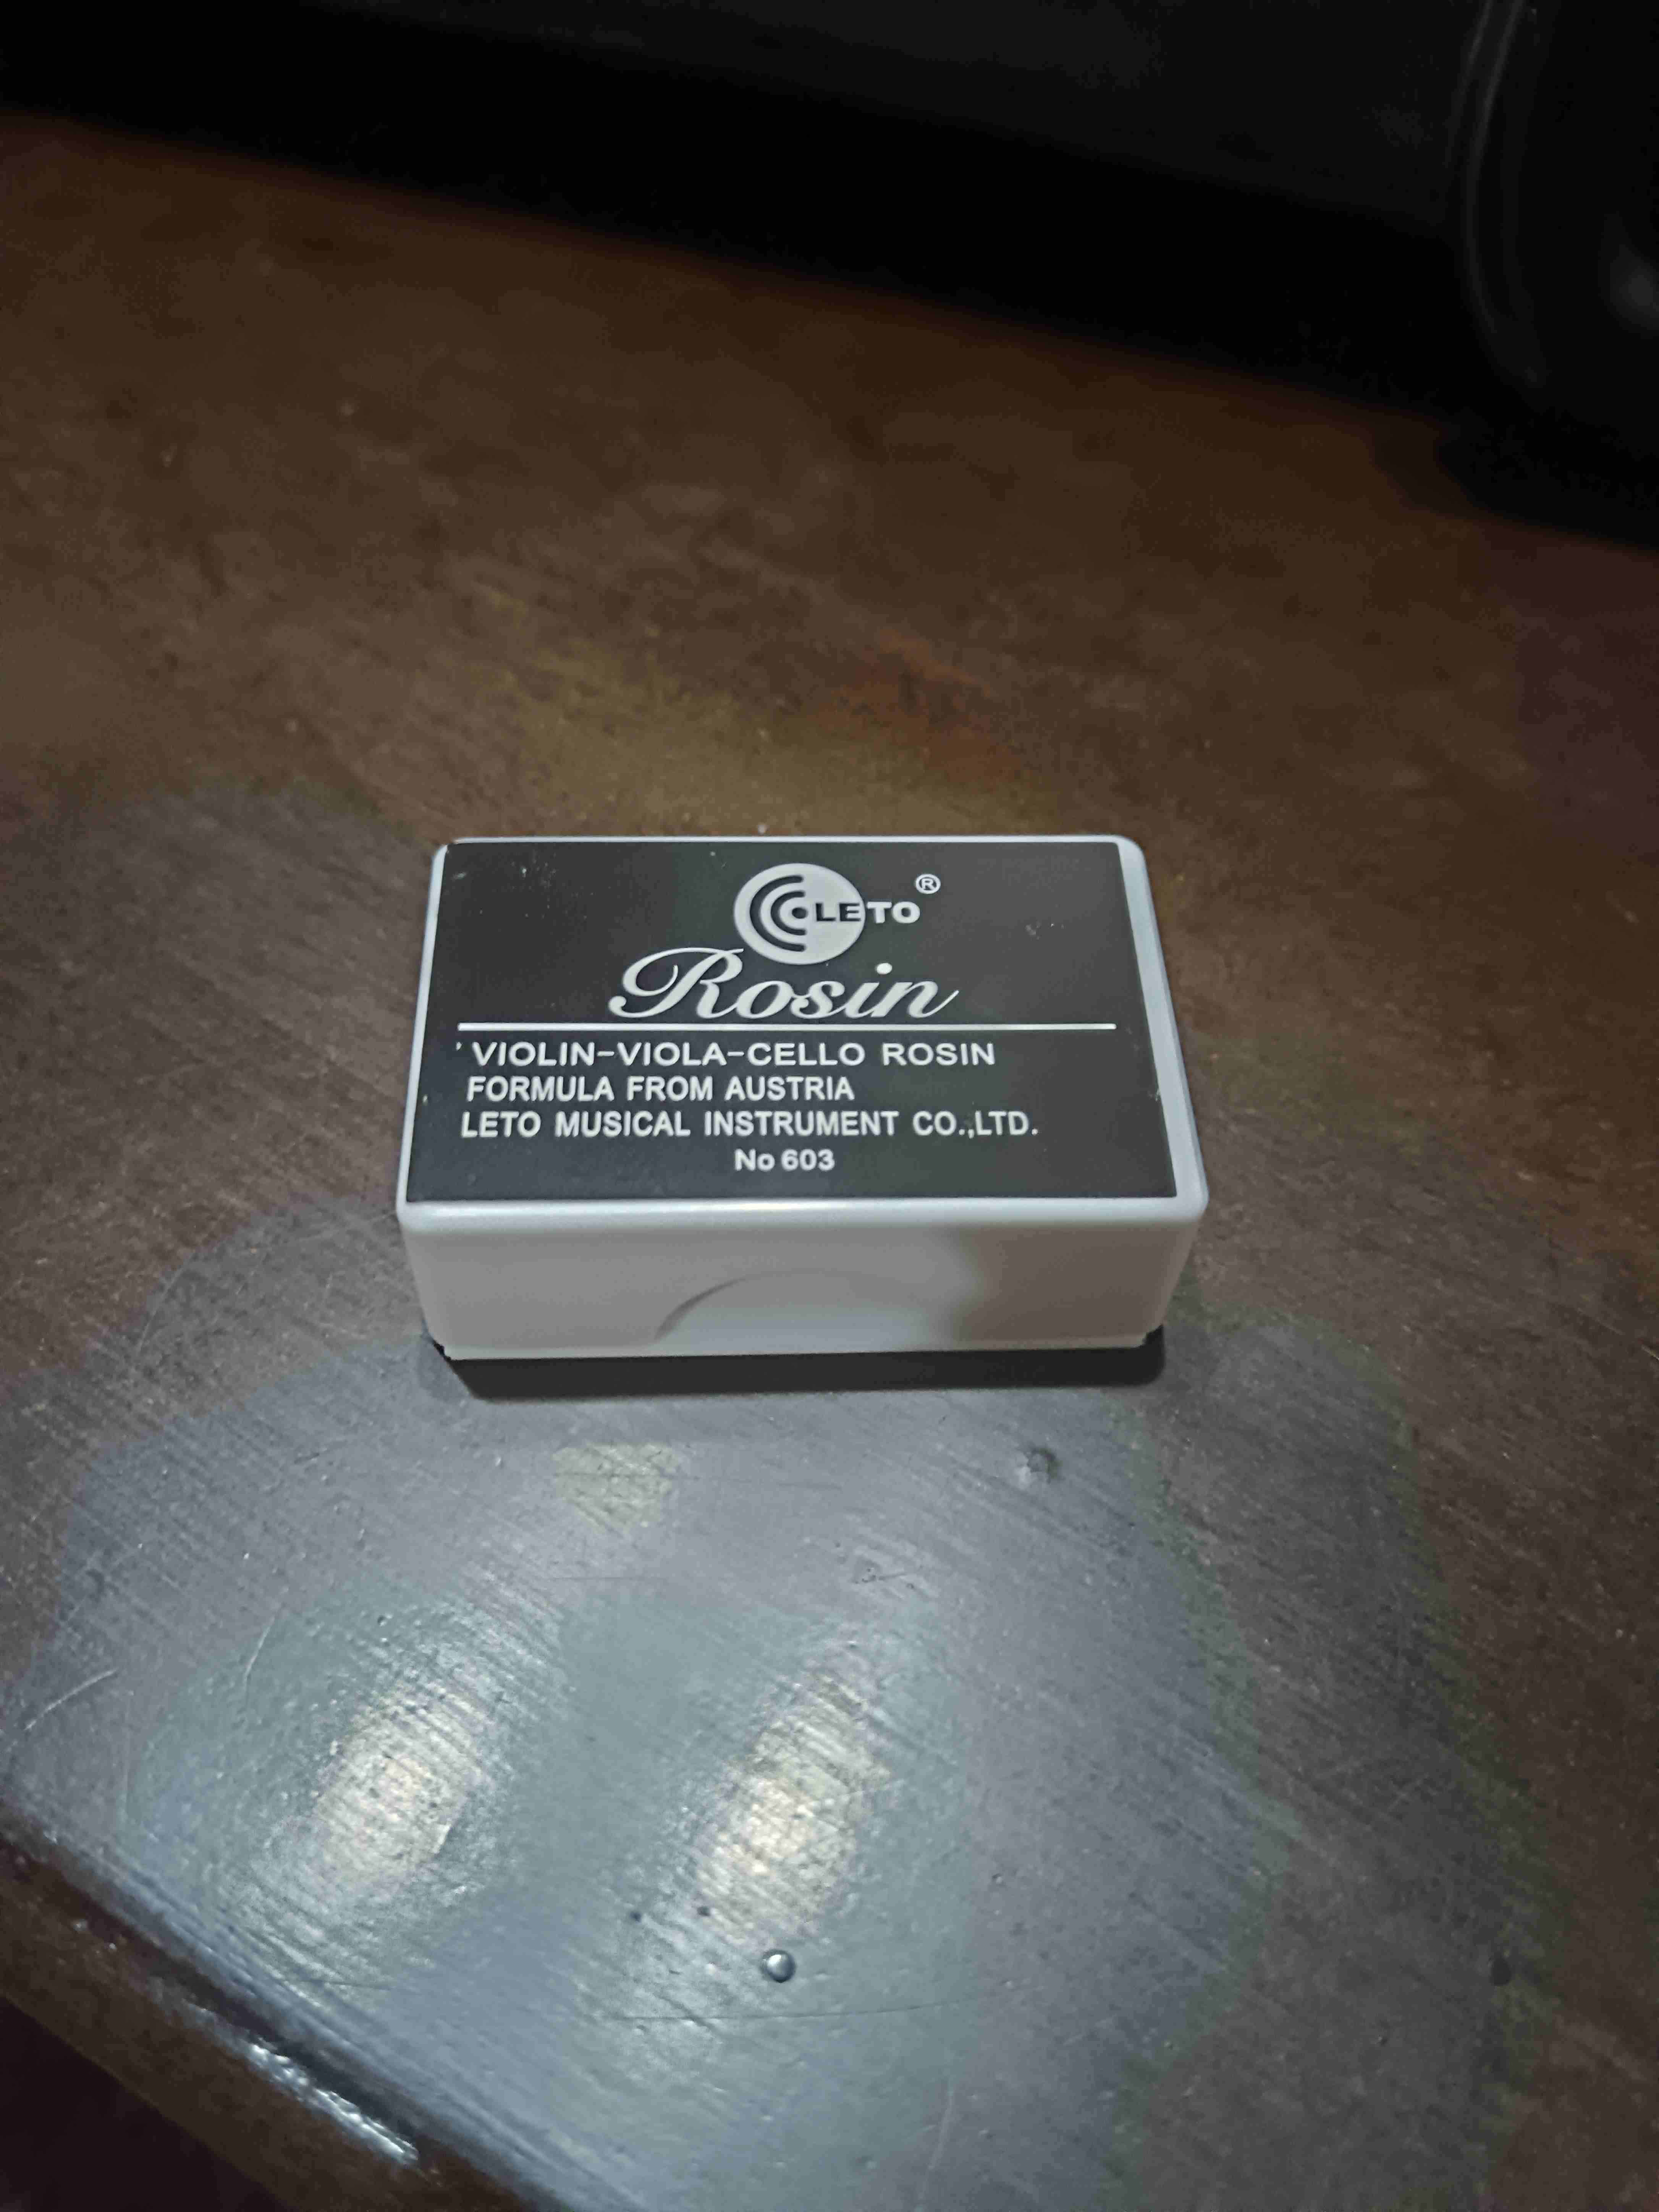 LETO ®
Rosin
VIOLIN-VIOLA-CELLO ROSIN
FORMULA FROM AUSTRIA
LETO MUSICAL INSTRUMENT CO.,LTD.
No 603